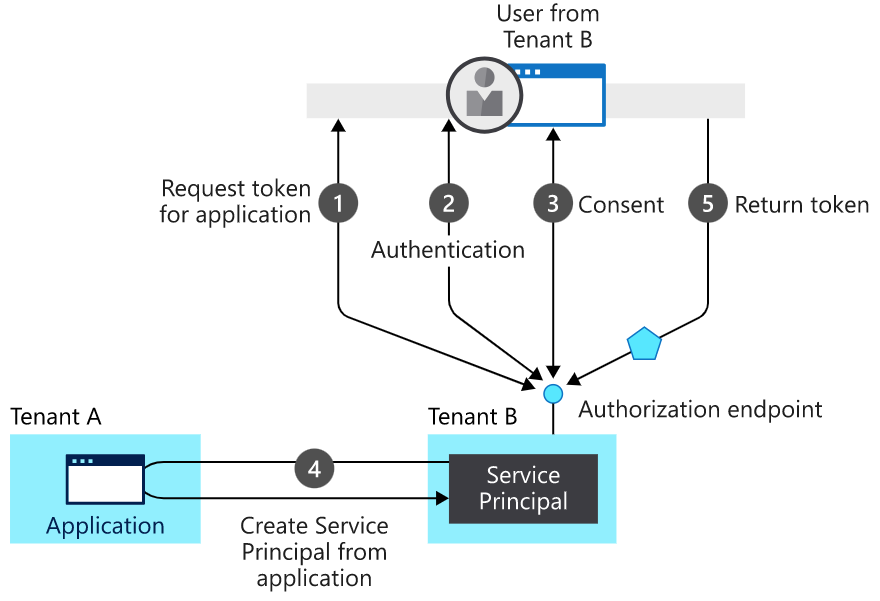 User from
Tenant B
Request token
for application
1
2
Authentication
3
Consent
5
Return token
Authorization endpoint
Tenant A
Tenant B
Application
4
Create Service
Principal from
application
Service
Principal